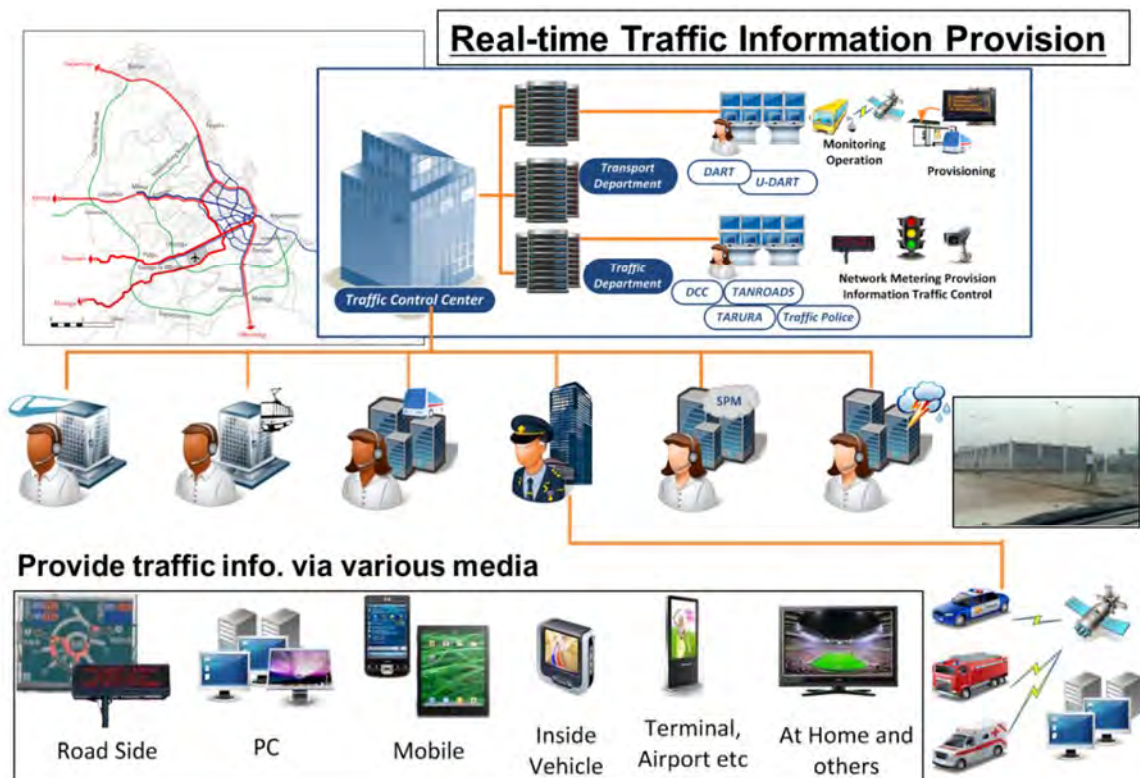 Real-time Traffic Information Provision
Transport
Department
DART
U-DART
Monitoring
Operation
Provisioning
Traffic
Department
DCC
TANROADS
TARURA
Traffic Police
Network Metering Provision
Information Traffic Control
Traffic Control Center
SPM
Provide traffic info. via various media
Road Side
PC
Mobile
Inside
Vehicle
Terminal,
Airport etc
At Home and
others